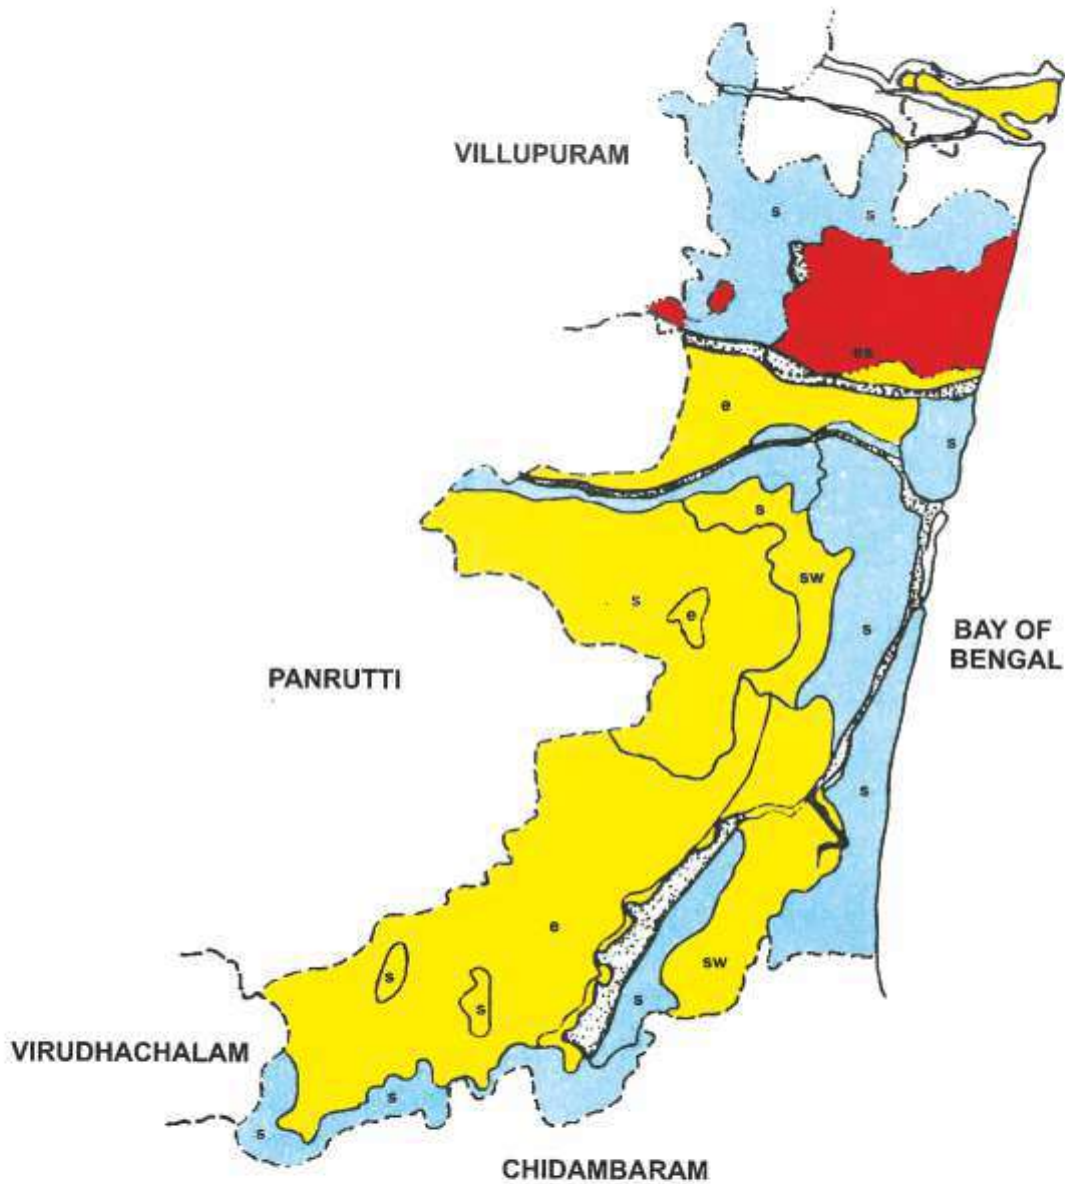 VILLUPURAM
s
s
es
e
s
s
sw
s
e
s
BAY OF
BENGAL
PANRUTTI
s
e
s
s
sw
s
VIRUDHACHALAM
s
s
CHIDAMBARAM